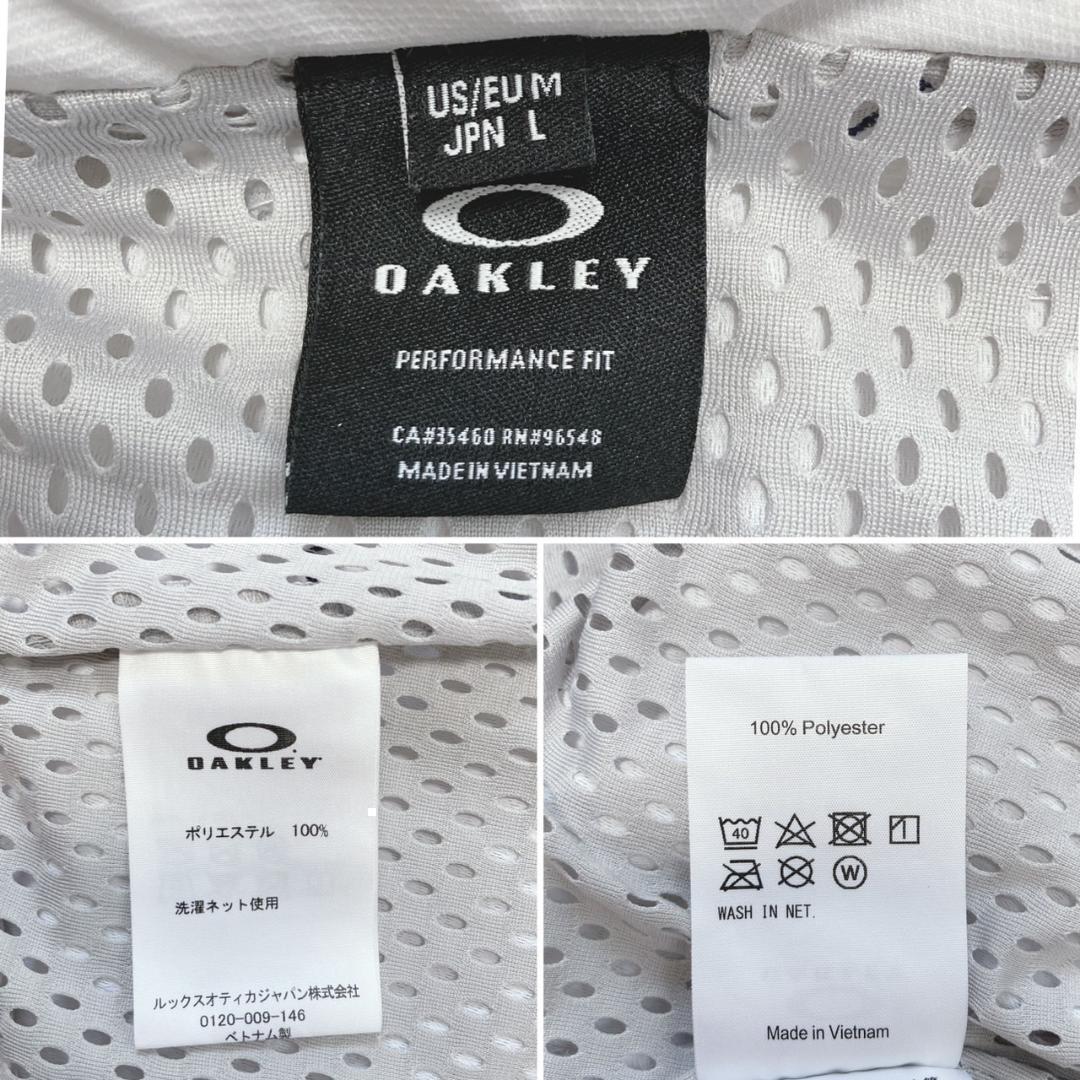 US/EU M
JPN L
OAKLEY
PERFORMANCE FIT
CA#35460 RN#96548
MADE IN VIETNAM
OAKLEY
ポリエステル 100%
洗濯ネット使用
ルックスオティカジャパン株式会社
0120-009-146
ベトナム製
100% Polyester
40
W
WASH IN NET.
Made in Vietnam